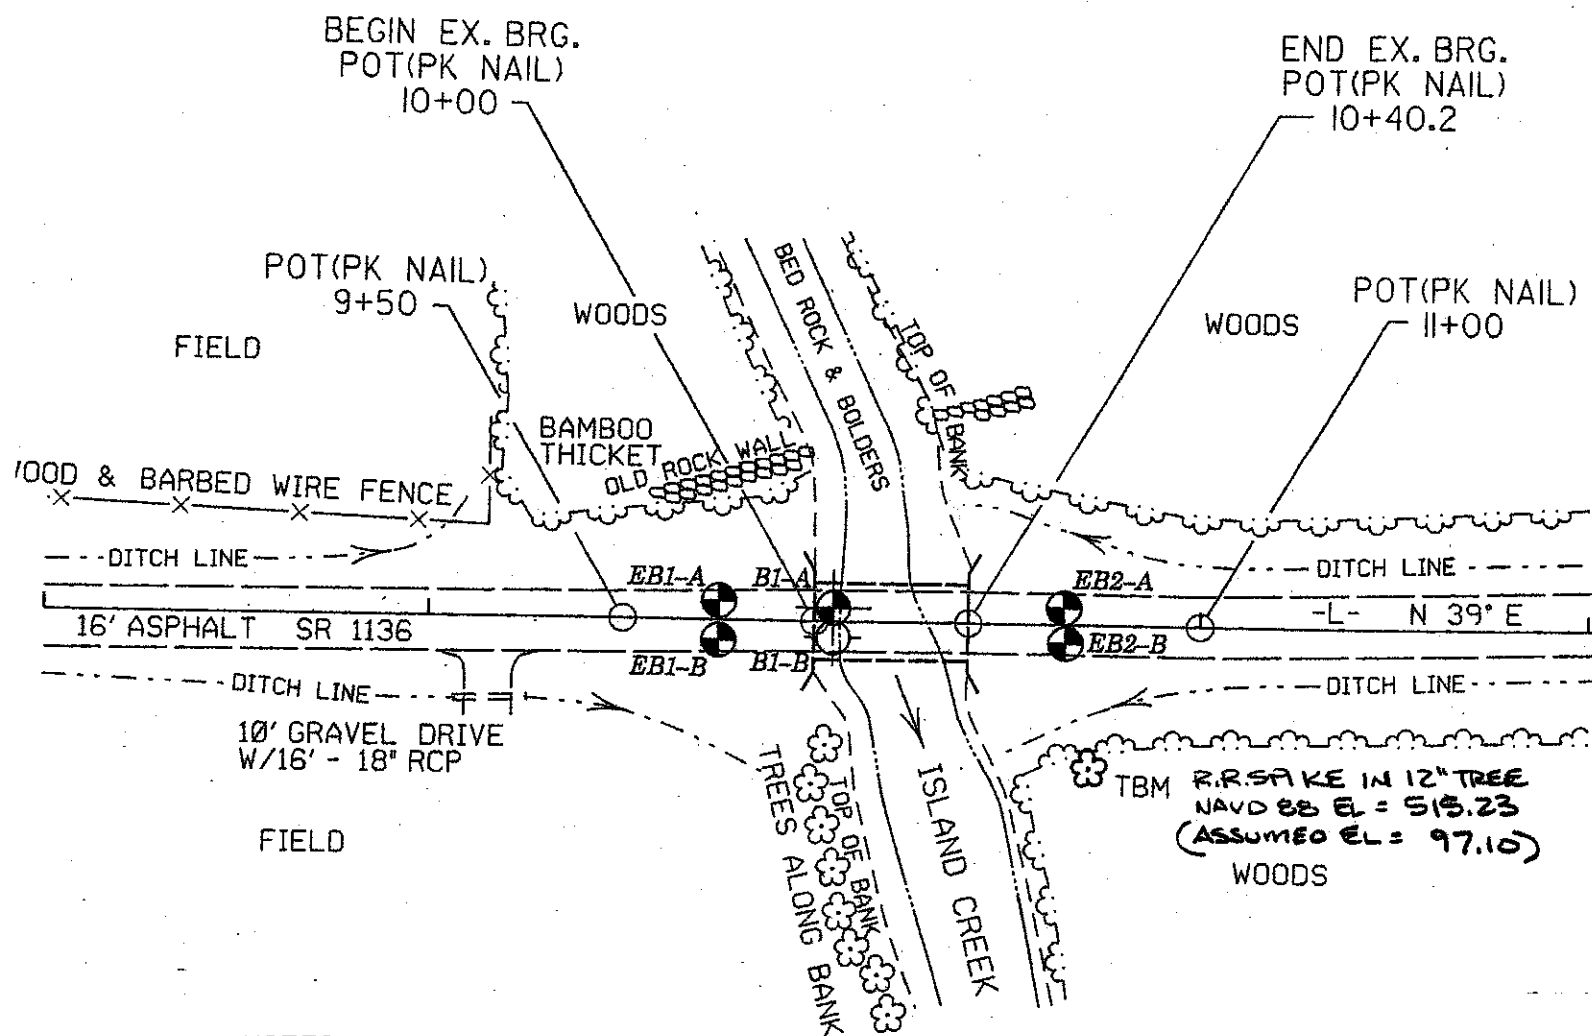 BEGIN EX. BRG.
POT(PK NAIL)
10+00
END EX. BRG.
POT(PK NAIL)
10+40.2
POT(PK NAIL)
9+50
POT(PK NAIL)
11+00
FIELD
WOODS
WOODS
BED ROCK & BOLDERS
TOP OF BANK
BAMBOO
THICKET
OLD ROCK WALL
OOD & BARBED WIRE FENCE
DITCH LINE
DITCH LINE
EB1-A
B1-A
EB2-A
16' ASPHALT SR 1136
-L- N 39° E
EB1-B
B1-B
EB2-B
DITCH LINE
DITCH LINE
10' GRAVEL DRIVE
W/16' - 18" RCP
FIELD
TREES ALONG BANK
TOP OF BANK
ISLAND CREEK
TBM R.R.SPIKE IN 12" TREE
NAVD 88 EL = 515.23
(ASSUMED EL = 97.10)
WOODS